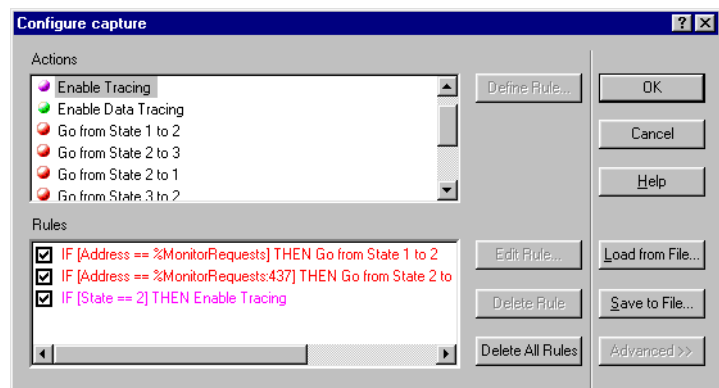 Configure capture
Actions
Enable Tracing
Enable Data Tracing
Go from State 1 to 2
Go from State 2 to 3
Go from State 2 to 1
Go from State 3 to 2
Define Rule...
OK
Cancel
Help
Rules
IF [Address == %MonitorRequests] THEN Go from State 1 to 2
IF [Address == %MonitorRequests:437] THEN Go from State 2 to
IF [State == 2] THEN Enable Tracing
Edit Rule...
Delete Rule
Delete All Rules
Load from File...
Save to File...
Advanced >>